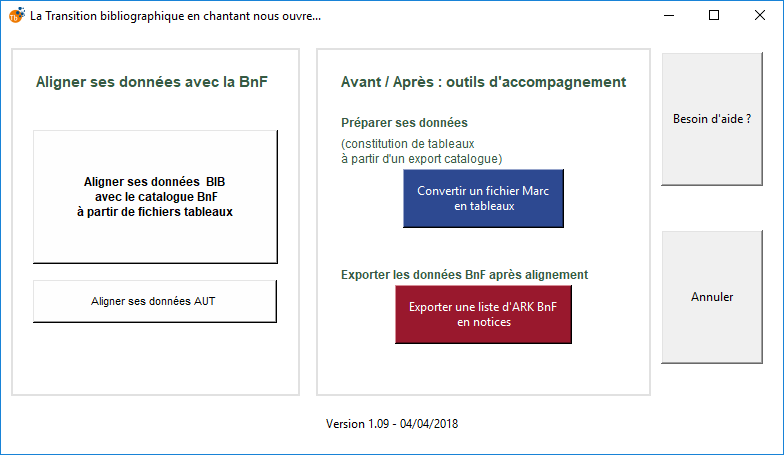 La Transition bibliographique en chantant nous ouvre...
Aligner ses données avec la BnF
Aligner ses données  BIB
avec le catalogue BnF
à partir de fichiers tableaux
Aligner ses données AUT
Avant / Après : outils d'accompagnement
Préparer ses données
(constitution de tableaux
à partir d'un export catalogue)
Convertir un fichier Marc
en tableaux
Exporter les données BnF après alignement
Exporter une liste d'ARK BnF
en notices
Besoin d'aide ?
Annuler
Version 1.09 - 04/04/2018